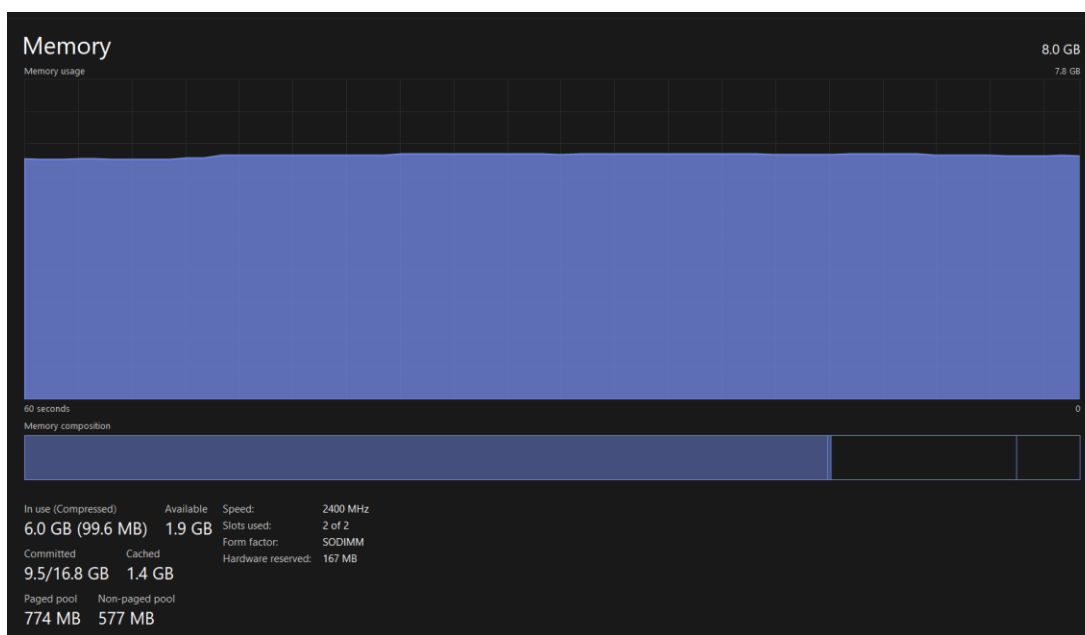 Memory 8.0 GB
Memory usage 7.8 GB
60 seconds 0
Memory composition
In use (Compressed) Available Speed: 2400 MHz
6.0 GB (99.6 MB) 1.9 GB Slots used: 2 of 2
Form factor: SODIMM
Committed Cached Hardware reserved: 167 MB
9.5/16.8 GB 1.4 GB
Paged pool Non-paged pool
774 MB 577 MB